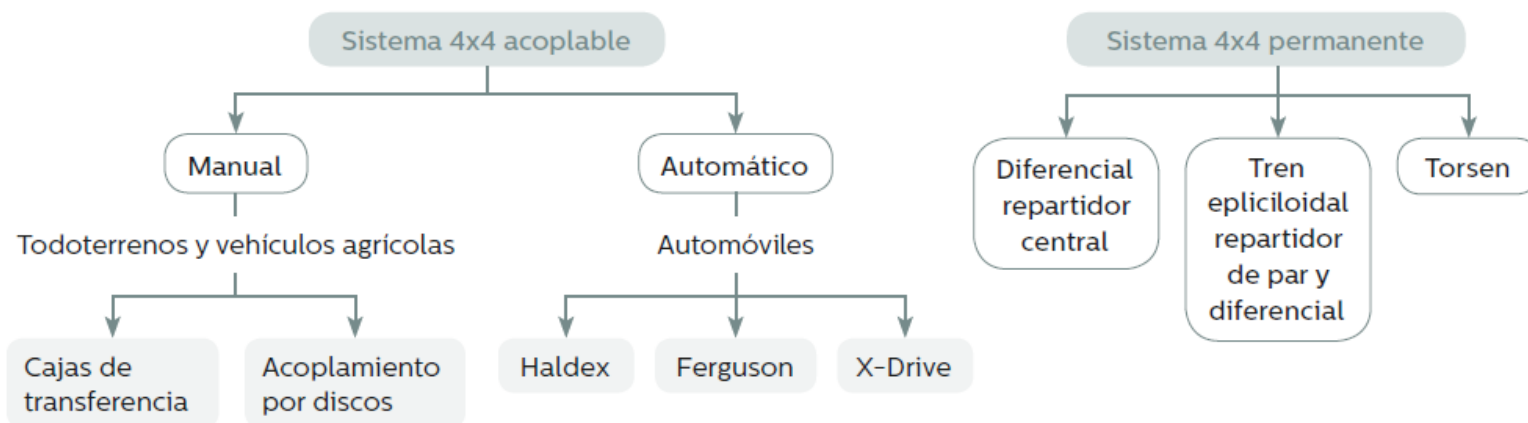 Sistema 4x4 acoplable
Manual
Todoterrenos y vehículos agrícolas
Cajas de
transferencia
Acoplamiento
por discos
Automático
Automóviles
Haldex
Ferguson
X-Drive
Sistema 4x4 permanente
Diferencial
repartidor
central
Tren
epliciloidal
repartidor
de par y
diferencial
Torsen